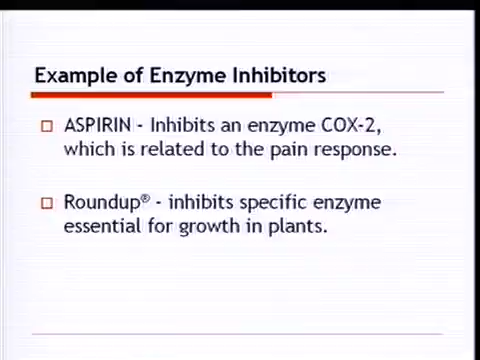 Example of Enzyme Inhibitors
ASPIRIN - Inhibits an enzyme COX-2,
which is related to the pain response.
Roundup® - inhibits specific enzyme
essential for growth in plants.